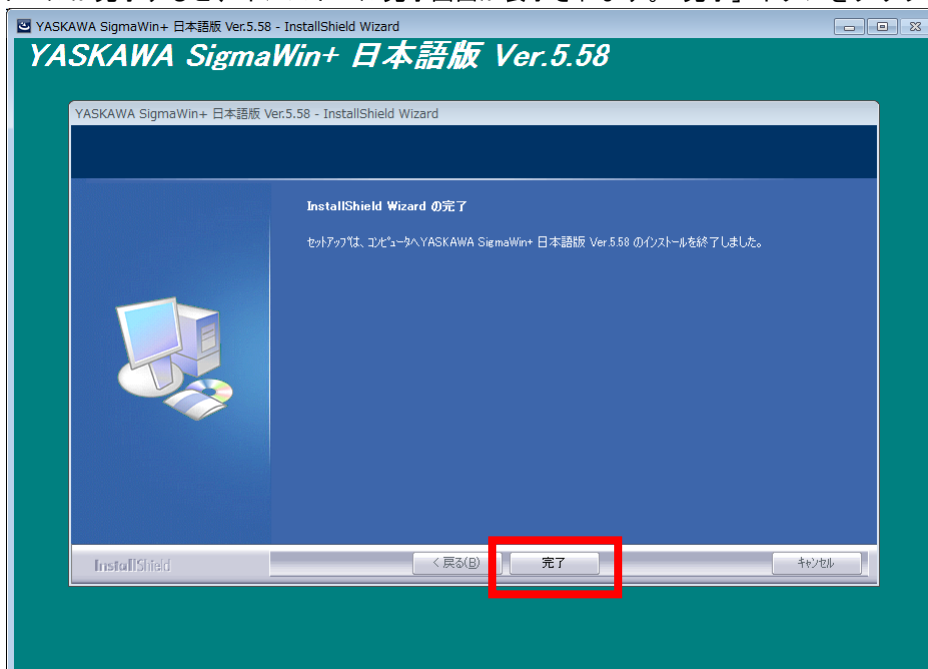 YASKAWA SigmaWin+ 日本語版 Ver.5.58 - InstallShield Wizard
YASKAWA SigmaWin+ 日本語版 Ver.5.58
YASKAWA SigmaWin+ 日本語版 Ver.5.58 - InstallShield Wizard
InstallShield Wizard の完了
セットアップは、コンピュータへYASKAWA SigmaWin+ 日本語版 Ver.5.58 のインストールを終了しました。
InstallShield
< 戻る(B)
完了
キャンセル